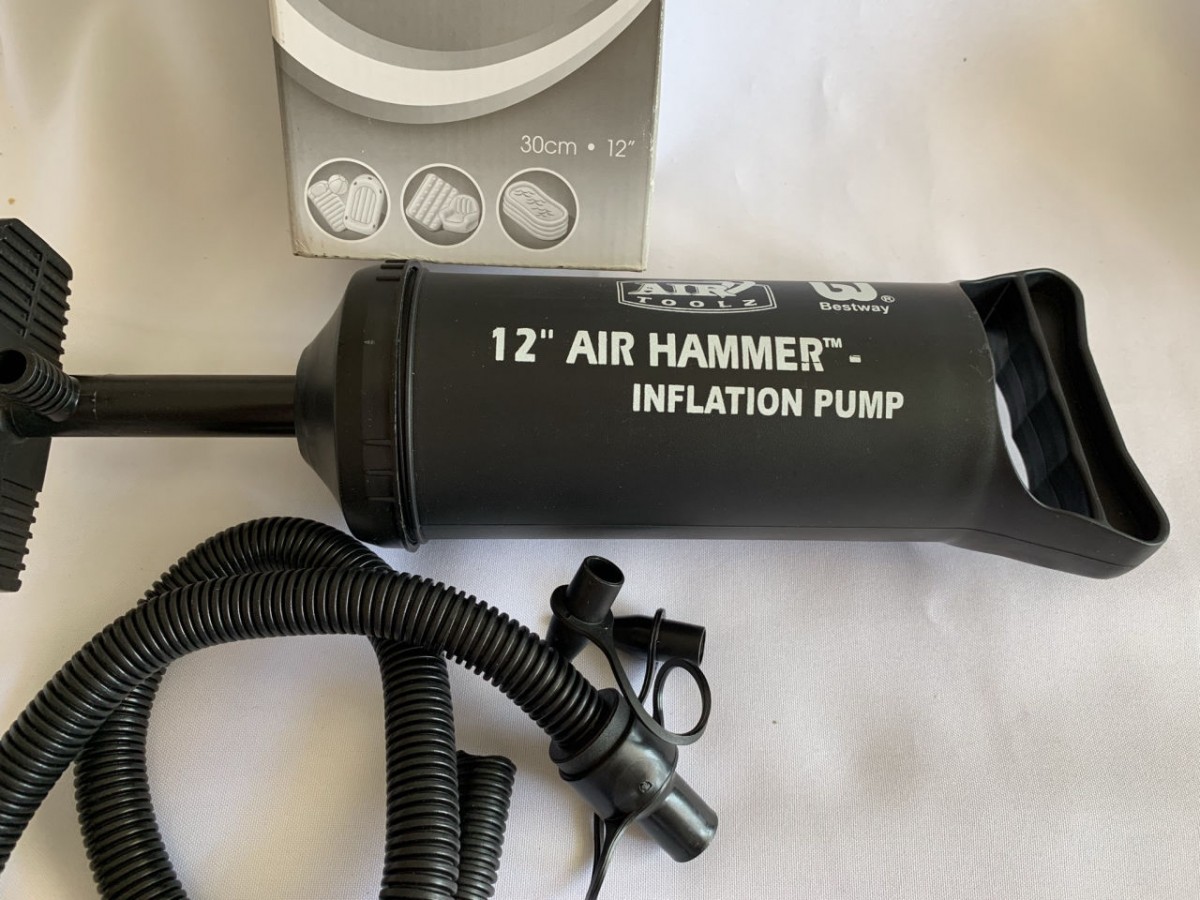 30cm • 12"
AIR
TOOLZ
Bestway®
12" AIR HAMMER™ -
INFLATION PUMP